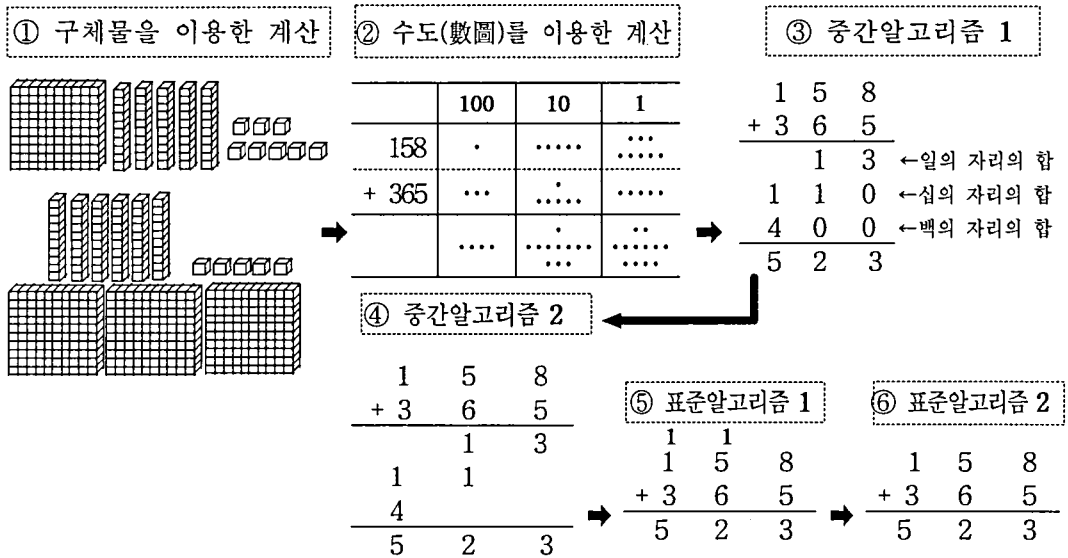 ① 구체물을 이용한 계산
② 수도(數圖)를 이용한 계산
100 10 1
158
+ 365
③ 중간알고리즘 1
1 5 8
+ 3 6 5
1 3 ←일의 자리의 합
1 1 0 ←십의 자리의 합
4 0 0 ←백의 자리의 합
5 2 3
④ 중간알고리즘 2
1 5 8
+ 3 6 5
1 3
1 1
4
5 2 3
⑤ 표준알고리즘 1
1 1
1 5 8
+ 3 6 5
5 2 3
⑥ 표준알고리즘 2
1 5 8
+ 3 6 5
5 2 3